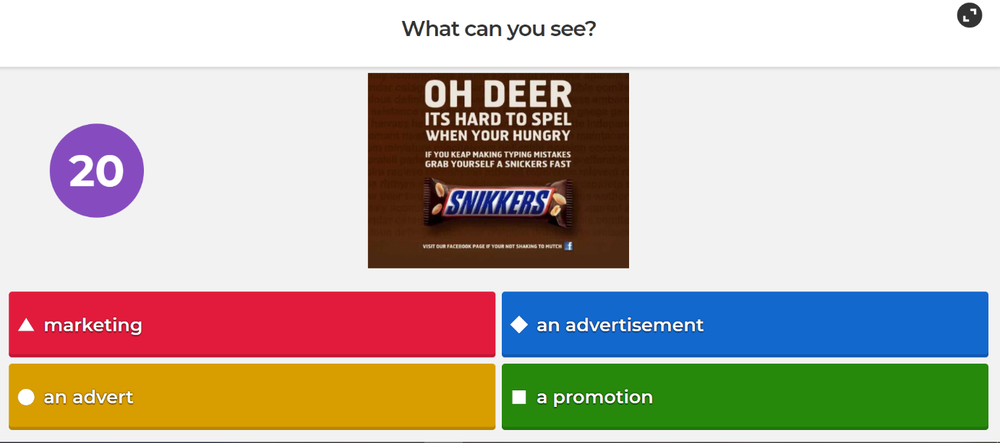 What can you see?
20
OH DEER
ITS HARD TO SPEL
WHEN YOUR HUNGRY
IF YOU KEAP MAKING TYPING MISTAKES
GRAB YOURSELF A SNICKERS FAST
SNIKKERS
VISIT OUR FACEBOOK PAGE IF YOUR NOT SHAKING TO MUTCH f
marketing
an advertisement
an advert
a promotion